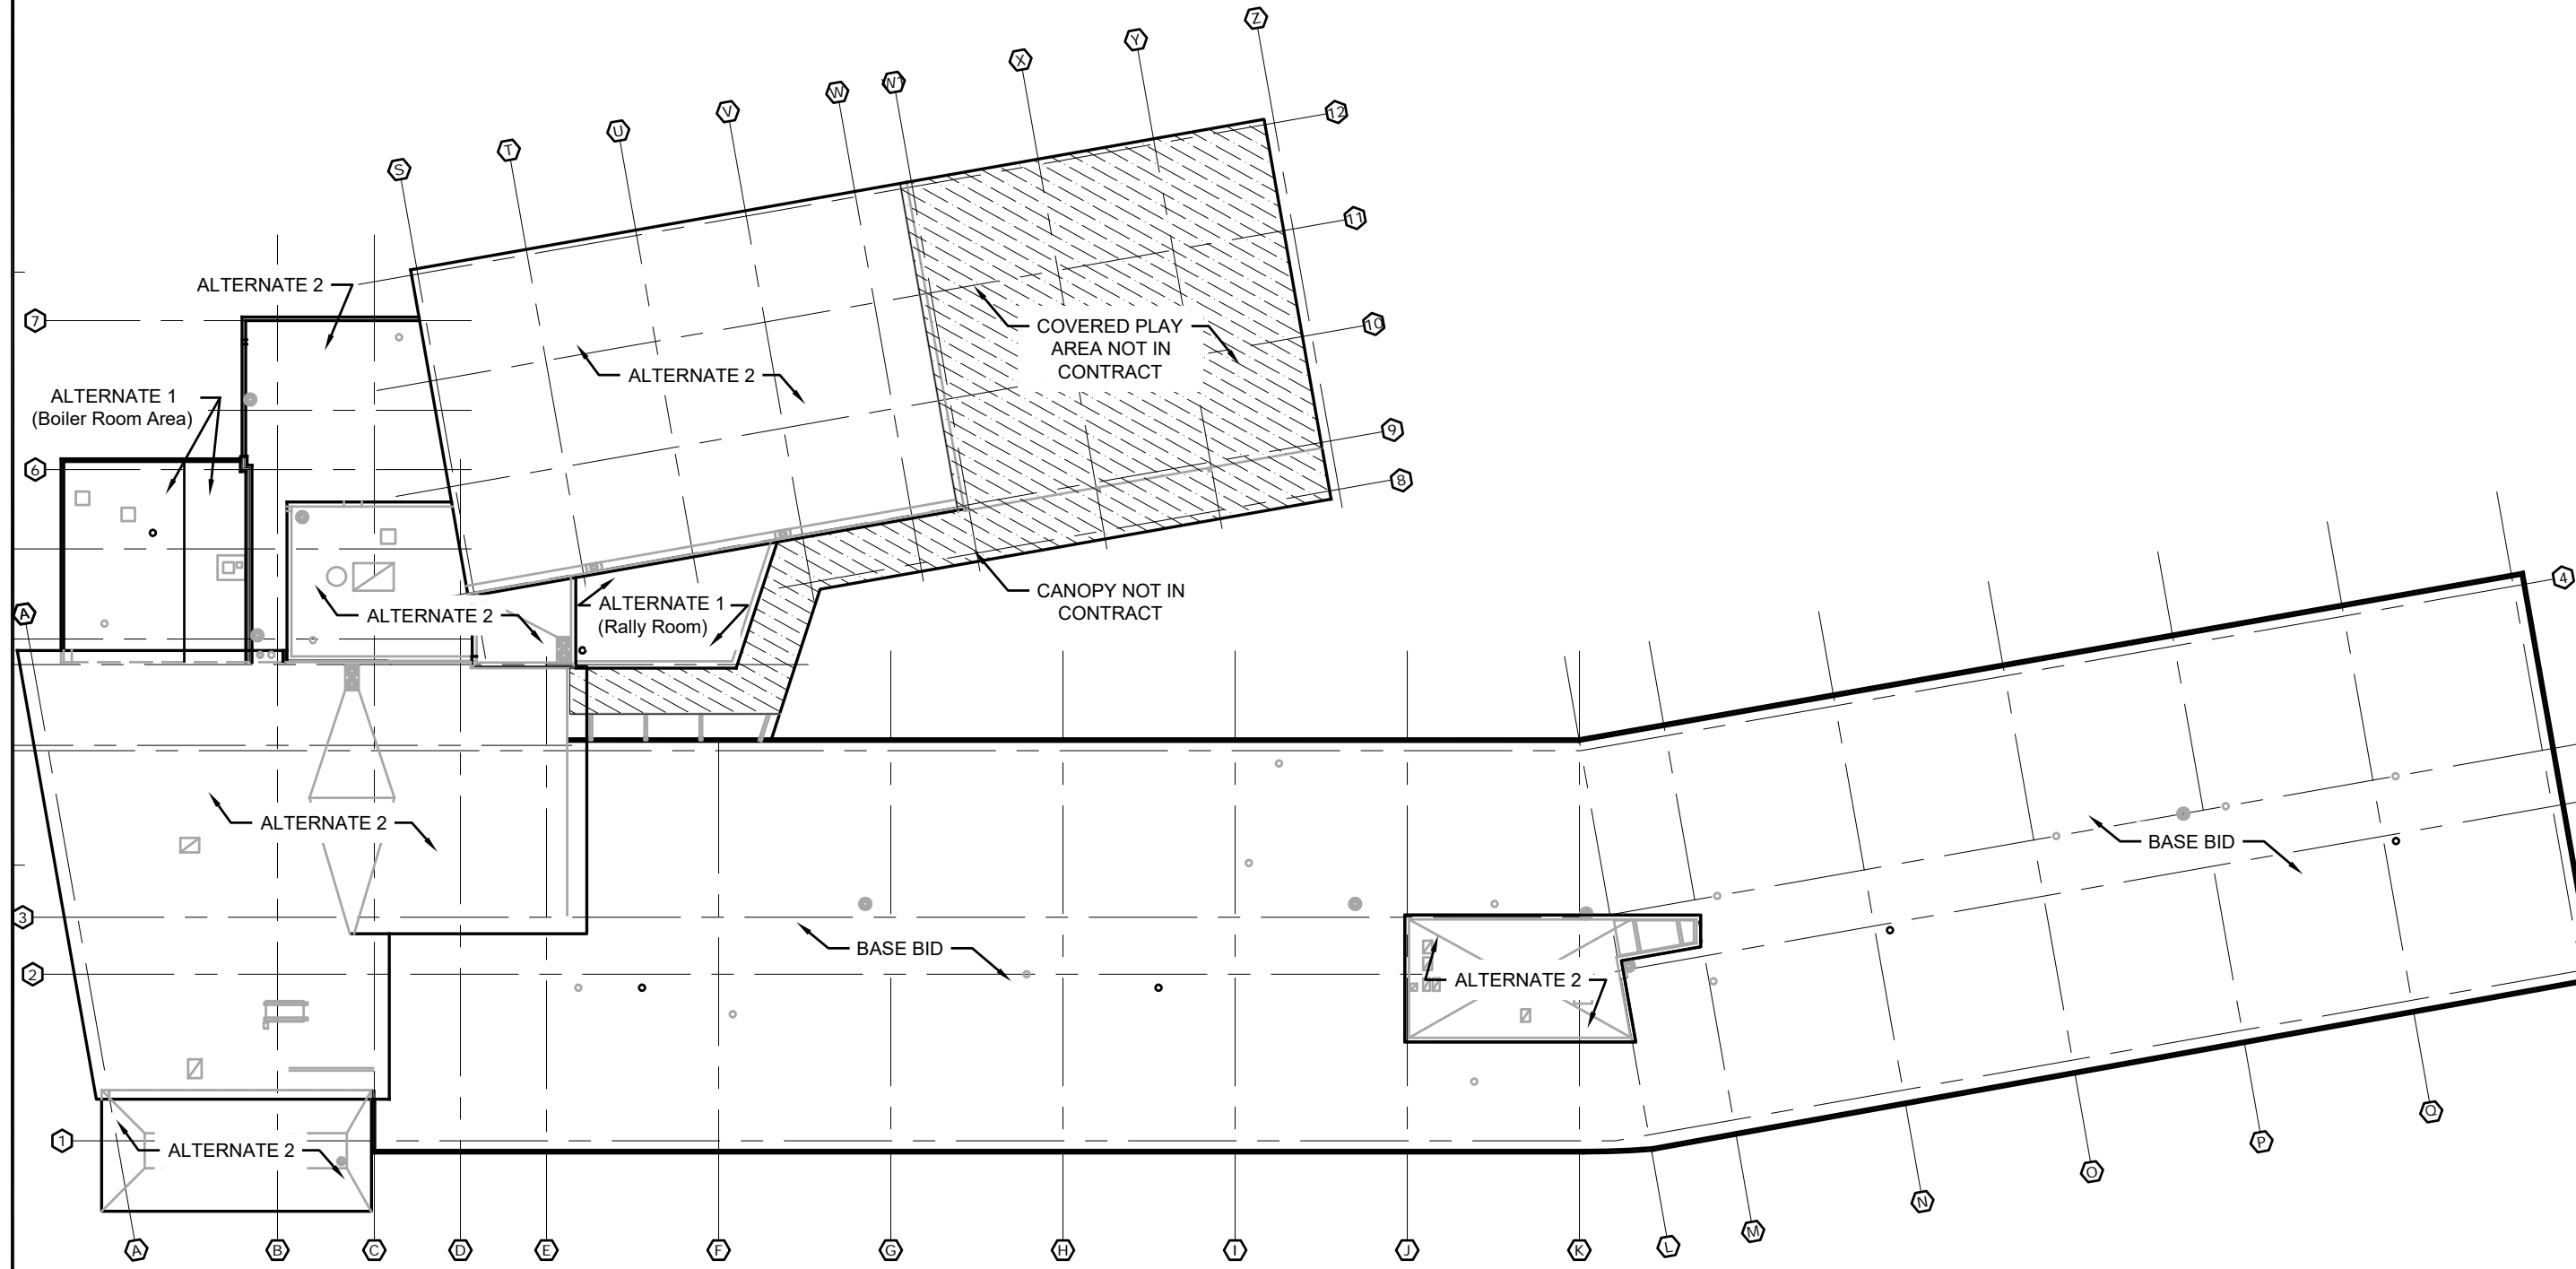 Z
Y
X
W1
W
V
U
T
S
12
11
10
9
8
ALTERNATE 2
7
COVERED PLAY
AREA NOT IN
CONTRACT
ALTERNATE 2
ALTERNATE 1
(Boiler Room Area)
6
A
ALTERNATE 2
ALTERNATE 1
(Rally Room)
CANOPY NOT IN
CONTRACT
4
ALTERNATE 2
BASE BID
3
BASE BID
2
ALTERNATE 2
1
ALTERNATE 2
A
B
C
D
E
F
G
H
I
J
K
L
M
N
O
P
Q